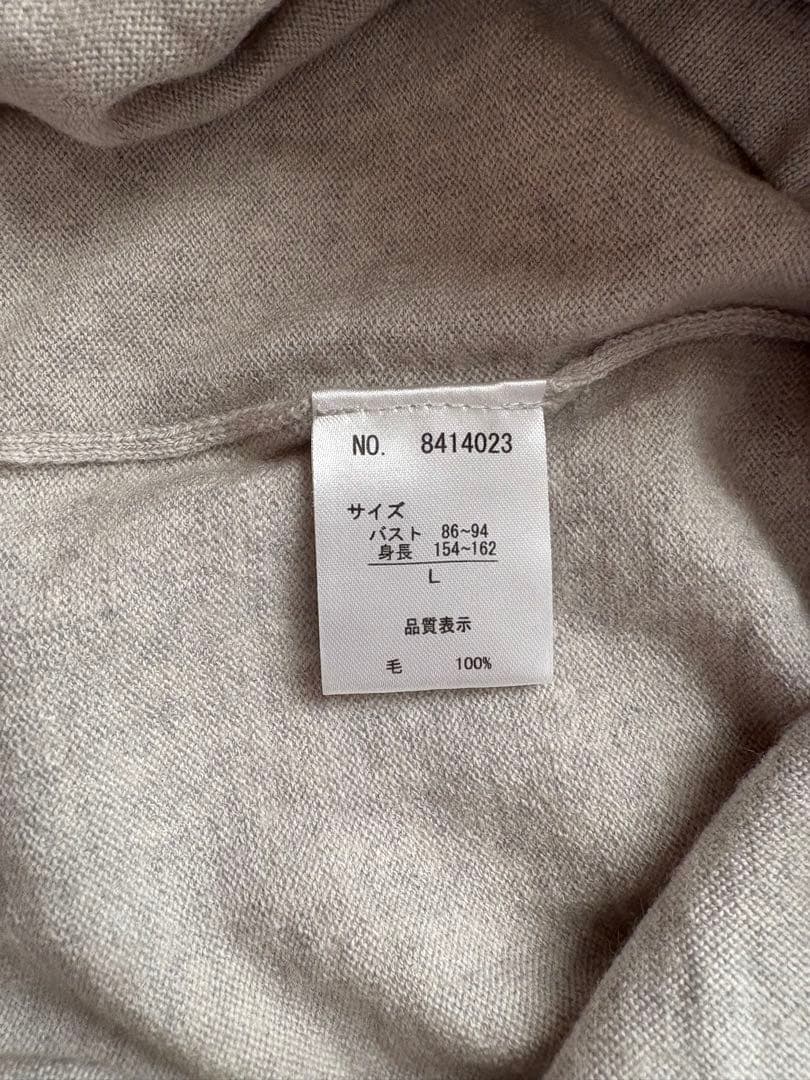 NO. 8414023
サイズ
バスト 86~94
身長 154~162
L
品質表示
毛 100%